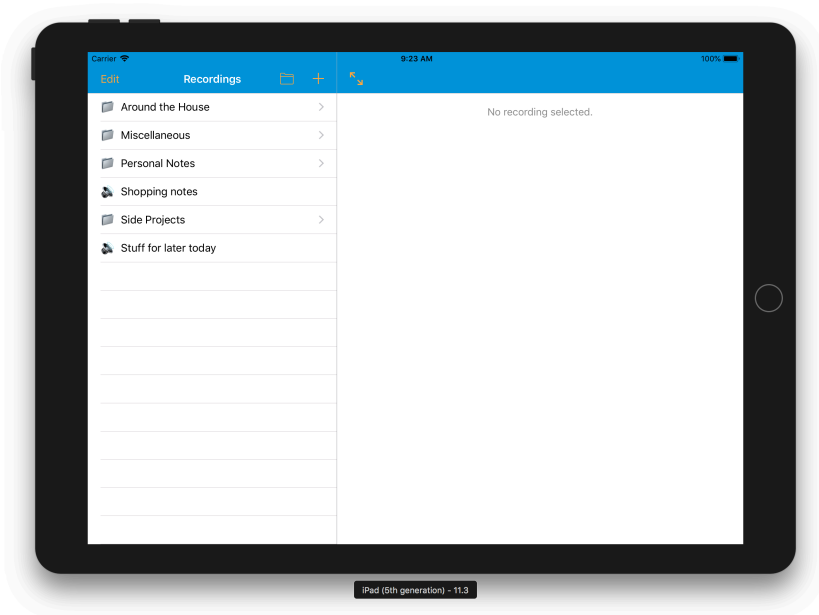 Carrier 9:23 AM 100%
Edit Recordings
Around the House
Miscellaneous
Personal Notes
Shopping notes
Side Projects
Stuff for later today
No recording selected.
iPad (5th generation) - 11.3